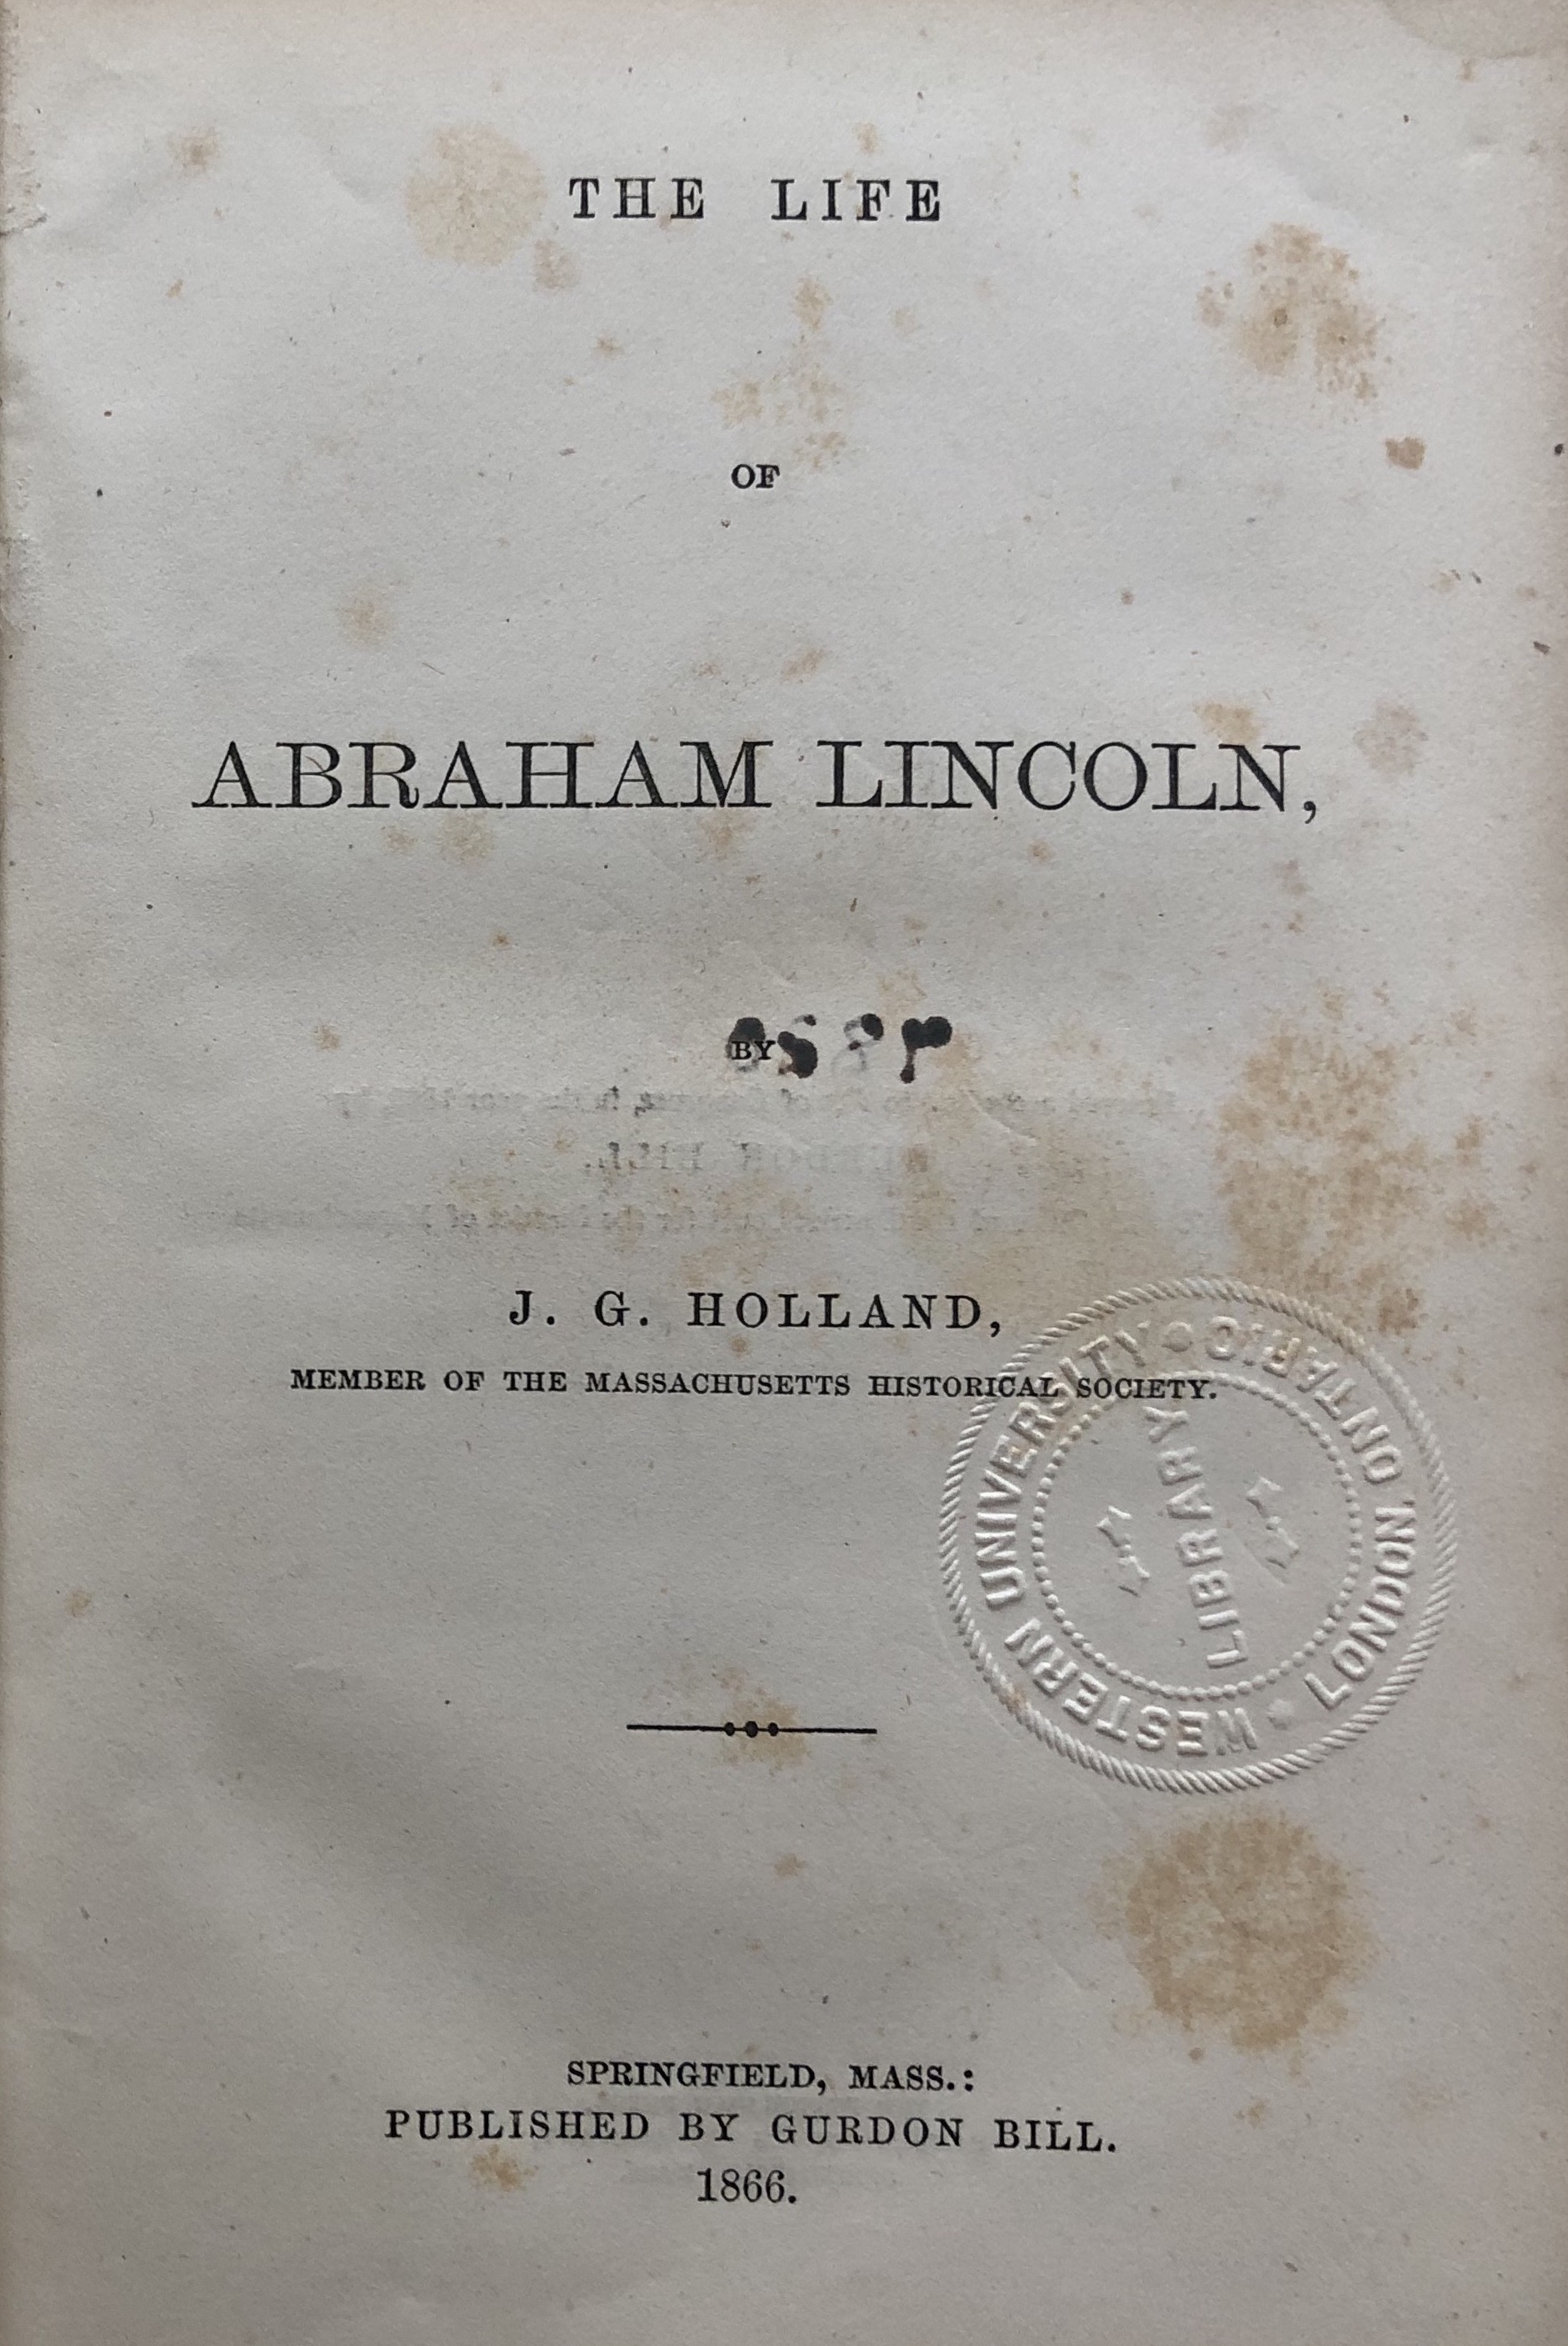 THE LIFE
OF
ABRAHAM LINCOLN,
BY
J. G. HOLLAND,
MEMBER OF THE MASSACHUSETTS HISTORICAL SOCIETY.
WESTERN UNIVERSITY
LONDON, ONTARIO
LIBRARY
SPRINGFIELD, MASS.:
PUBLISHED BY GURDON BILL.
1866.